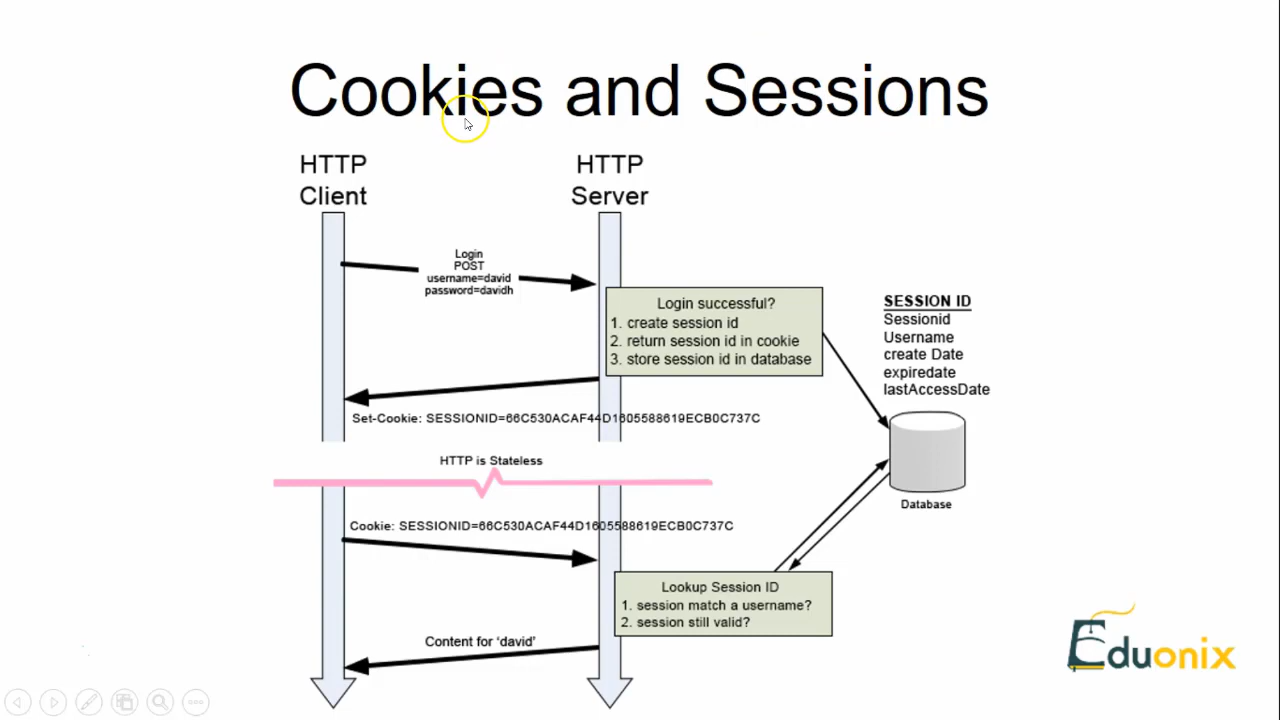 Cookies and Sessions
HTTP
Client
HTTP
Server
Login
POST
username=david
password=davidh
Login successful?
1. create session id
2. return session id in cookie
3. store session id in database
SESSION ID
Sessionid
Username
create Date
expiredate
lastAccessDate
Set-Cookie: SESSIONID=66C530ACAF44D1605588619ECB0C737C
HTTP is Stateless
Database
Cookie: SESSIONID=66C530ACAF44D1605588619ECB0C737C
Lookup Session ID
1. session match a username?
2. session still valid?
Content for 'david'
Eduonix